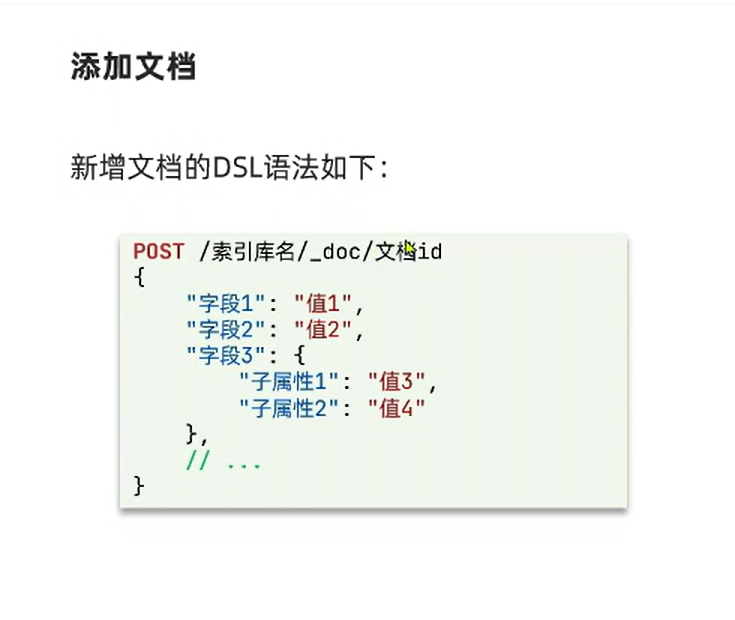 添加文档
新增文档的DSL语法如下：
POST /索引库名/_doc/文档id
{
    "字段1": "值1",
    "字段2": "值2",
    "字段3": {
        "子属性1": "值3",
        "子属性2": "值4"
    },
    // ...
}